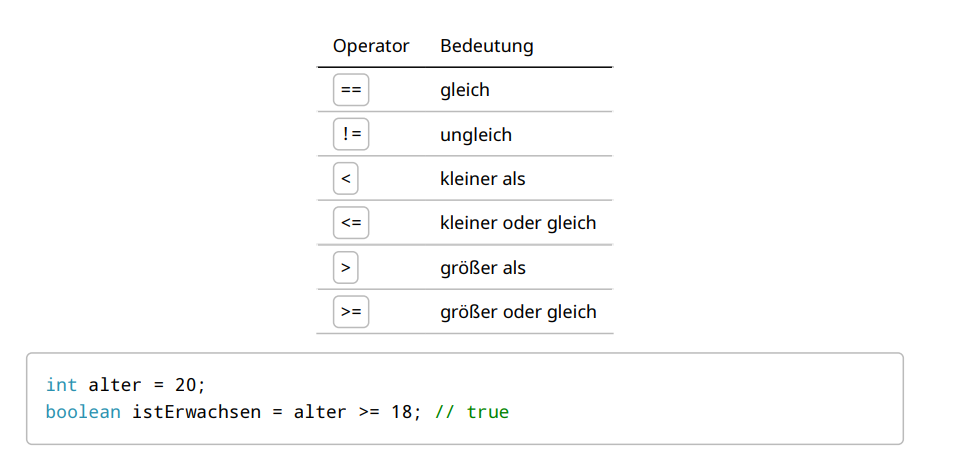 Operator Bedeutung
== gleich
!= ungleich
< kleiner als
<= kleiner oder gleich
> größer als
>= größer oder gleich
int alter = 20;
boolean istErwachsen = alter >= 18; // true